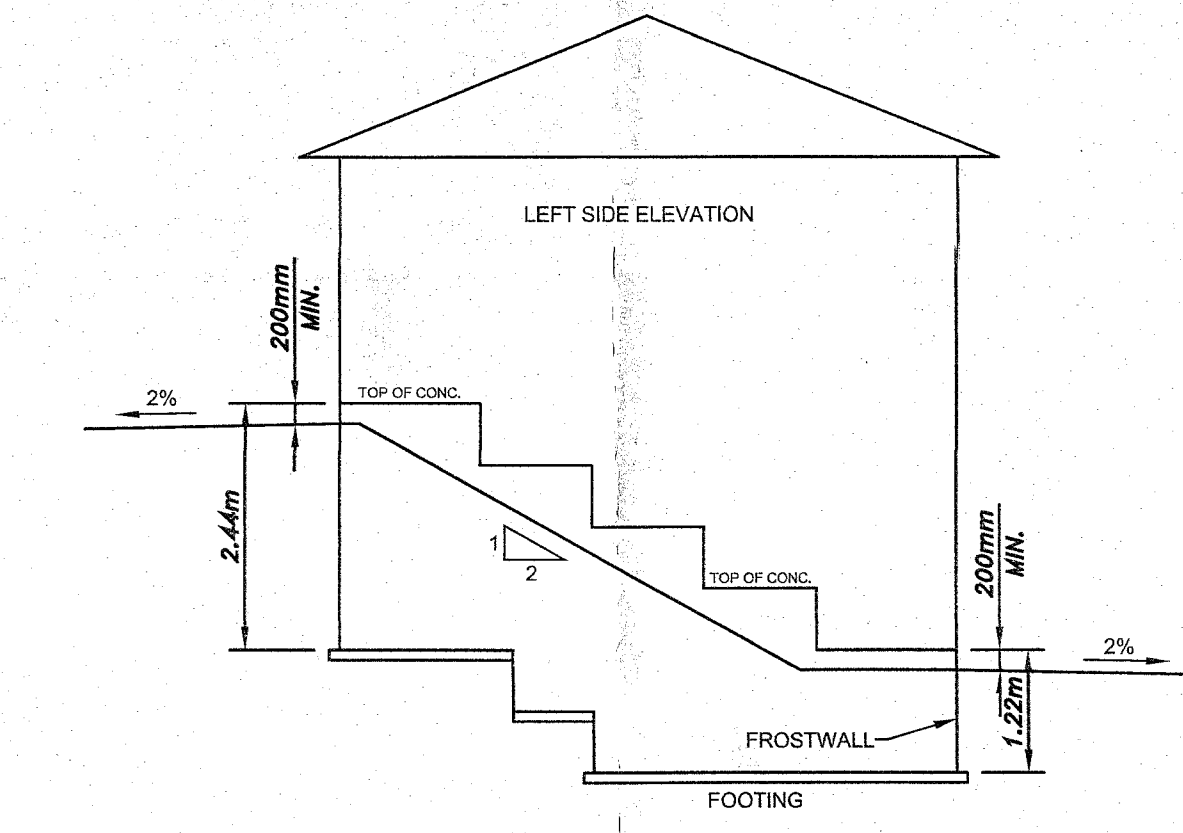 LEFT SIDE ELEVATION
200mm
MIN.
2%
TOP OF CONC.
2.44m
1
2
TOP OF CONC.
200mm
MIN.
2%
1.22m
FROSTWALL
FOOTING